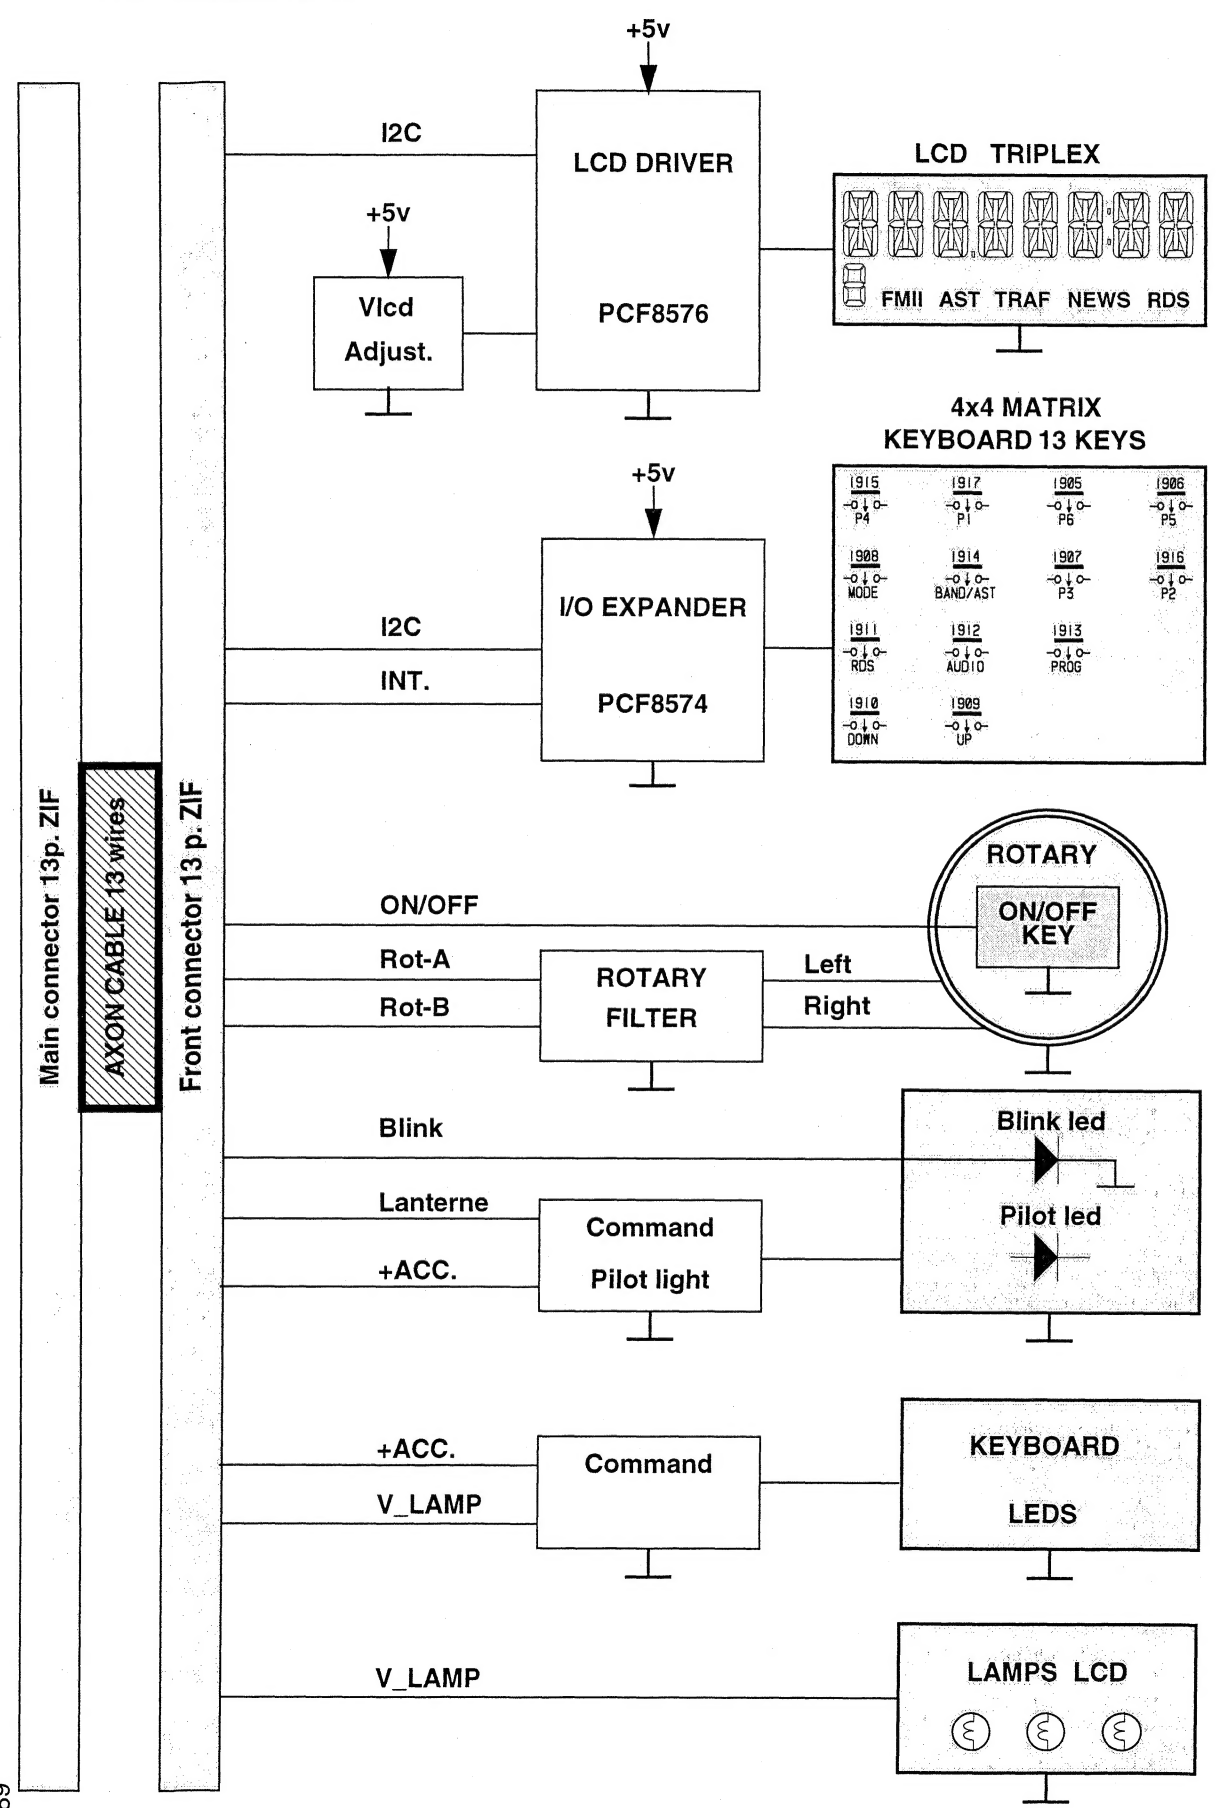 +5v
I2C
LCD DRIVER
PCF8576
+5v
Vlcd
Adjust.
LCD TRIPLEX
FMII AST TRAF NEWS RDS
4x4 MATRIX
KEYBOARD 13 KEYS
1915 1917 1905 1906
P4 P1 P6 P5
1908 1914 1907 1916
MODE BAND/AST P3 P2
1911 1912 1913
RDS AUDIO PROG
1910 1909
DOWN UP
+5v
I/O EXPANDER
PCF8574
I2C
INT.
Main connector 13p. ZIF
AXON CABLE 13 wires
Front connector 13 p. ZIF
ROTARY
ON/OFF
KEY
ON/OFF
Rot-A
Rot-B
ROTARY
FILTER
Left
Right
Blink
Blink led
Pilot led
Lanterne
+ACC.
Command
Pilot light
+ACC.
V_LAMP
Command
KEYBOARD
LEDS
V_LAMP
LAMPS LCD